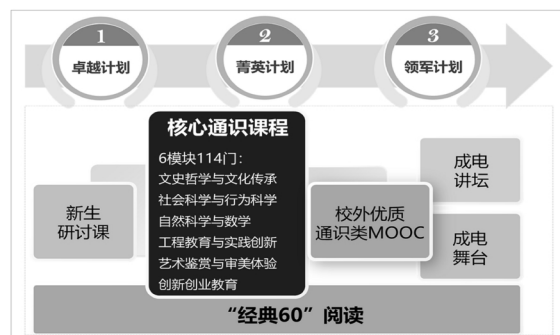 1
卓越计划
2
菁英计划
3
领军计划
核心通识课程
6模块114门：
文史哲学与文化传承
社会科学与行为科学
自然科学与数学
工程教育与实践创新
艺术鉴赏与审美体验
创新创业教育
新生
研讨课
校外优质
通识类MOOC
成电
讲坛
成电
舞台
“经典60”阅读